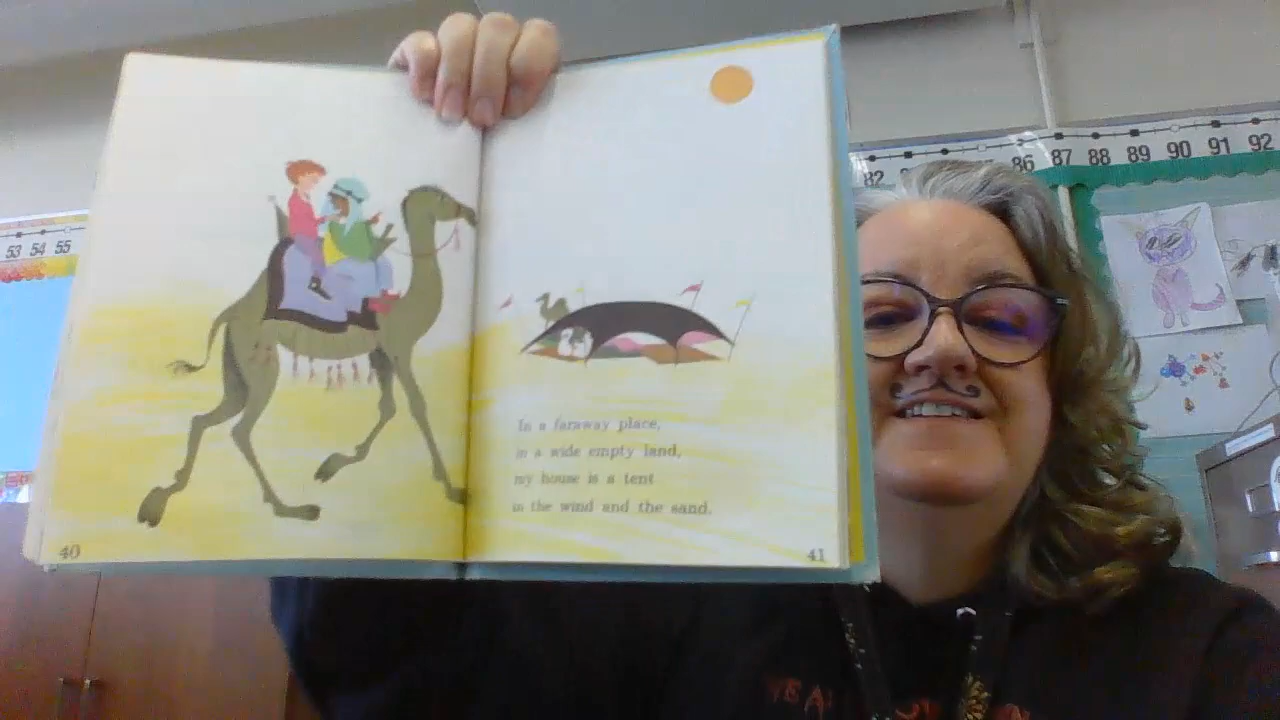 53 54 55
82 86 87 88 89 90 91 92
In a faraway place,
in a wide empty land,
my house is a tent
in the wind and the sand.
40
41